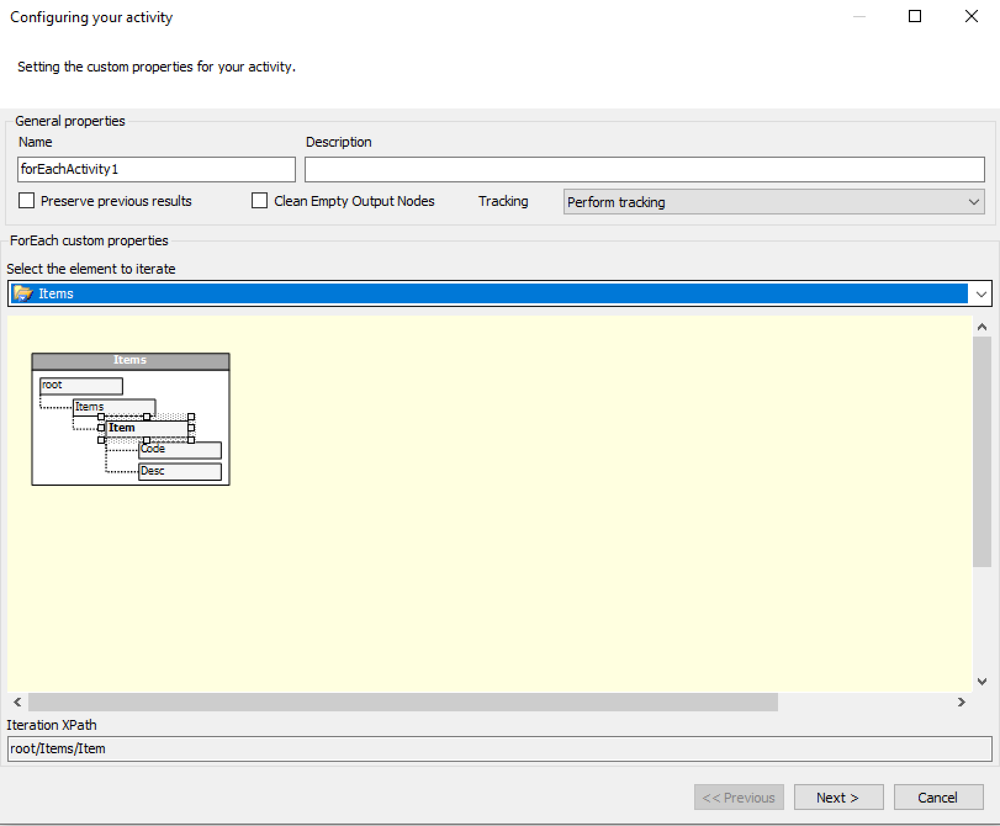 Configuring your activity
Setting the custom properties for your activity.
General properties
Name Description
forEachActivity1
Preserve previous results Clean Empty Output Nodes Tracking Perform tracking
ForEach custom properties
Select the element to iterate
Items
Items
root
Items
Item
Code
Desc
Iteration XPath
root/Items/Item
<< Previous Next > Cancel